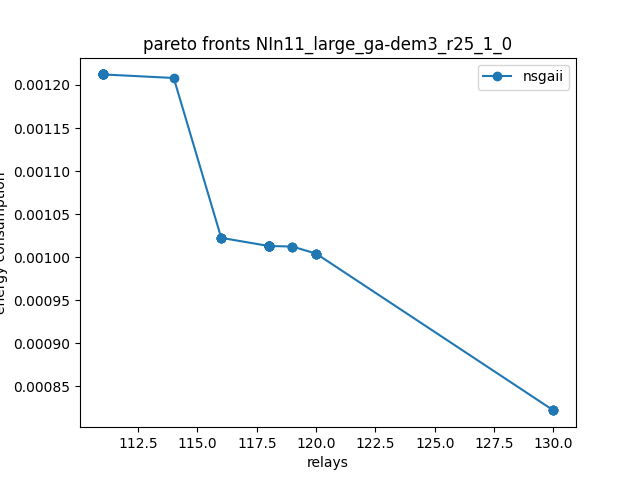 pareto fronts NIn11_large_ga-dem3_r25_1_0
nsgaii
0.00120
0.00115
0.00110
0.00105
0.00100
0.00095
0.00090
0.00085
energy consumption
112.5 115.0 117.5 120.0 122.5 125.0 127.5 130.0
relays